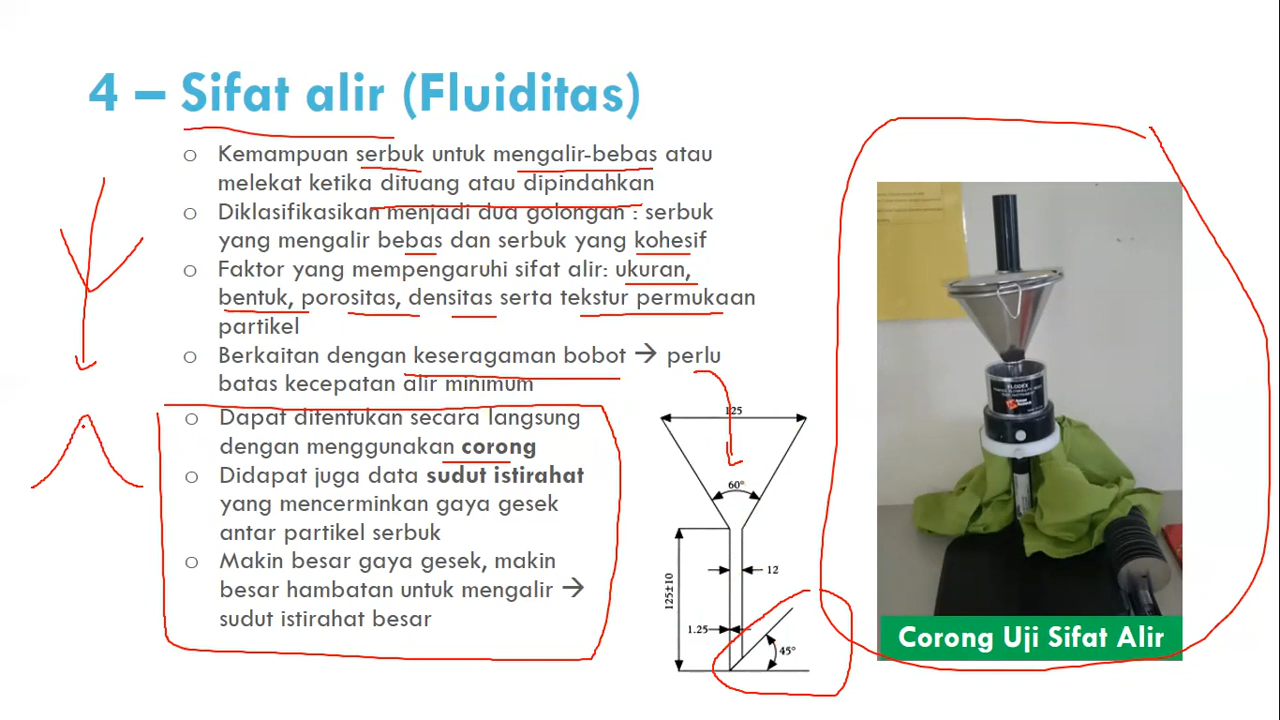 4 – Sifat alir (Fluiditas)
o Kemampuan serbuk untuk mengalir-bebas atau
melekat ketika dituang atau dipindahkan
o Diklasifikasikan menjadi dua golongan : serbuk
yang mengalir bebas dan serbuk yang kohesif
o Faktor yang mempengaruhi sifat alir: ukuran,
bentuk, porositas, densitas serta tekstur permukaan
partikel
o Berkaitan dengan keseragaman bobot → perlu
batas kecepatan alir minimum
o Dapat ditentukan secara langsung
dengan menggunakan corong
o Didapat juga data sudut istirahat
yang mencerminkan gaya gesek
antar partikel serbuk
o Makin besar gaya gesek, makin
besar hambatan untuk mengalir →
sudut istirahat besar
125
60°
12
125±10
1.25
45°
FLODEX
Corong Uji Sifat Alir